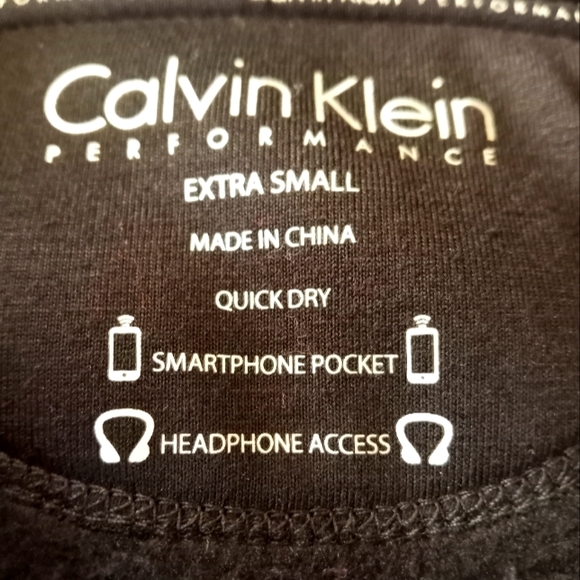 Calvin Klein
PERFORMANCE
EXTRA SMALL
MADE IN CHINA
QUICK DRY
SMARTPHONE POCKET
HEADPHONE ACCESS